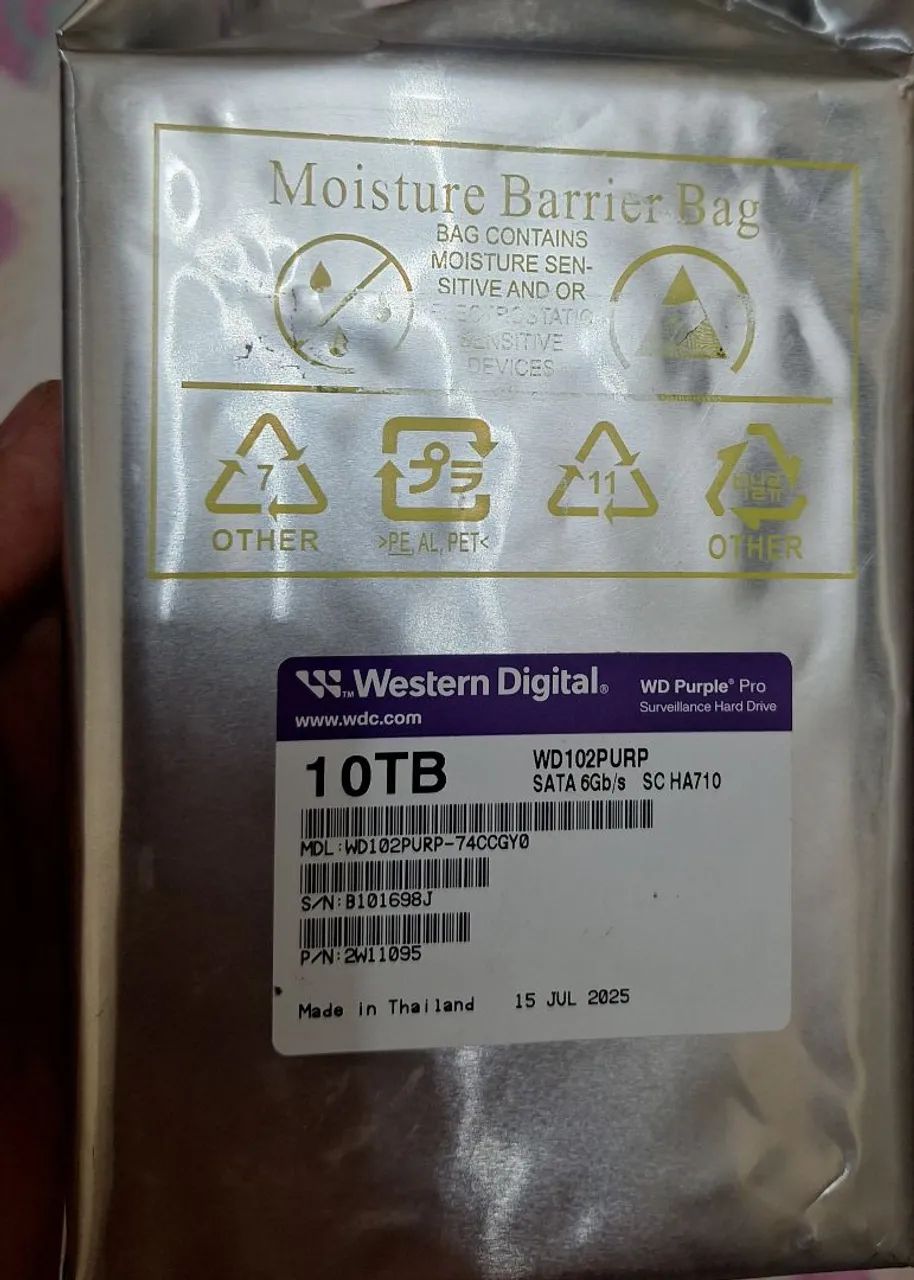 Moisture Barrier Bag
BAG CONTAINS
MOISTURE SEN-
SITIVE AND OR
ELECTROSTATIC
SENSITIVE
DEVICES
7
OTHER
プラ
>PE, AL, PET<
11
OTHER
Western Digital®
™
www.wdc.com
WD Purple® Pro
Surveillance Hard Drive
10TB
WD102PURP
SATA 6Gb/s SC HA710
MDL:WD102PURP-74CCGY0
S/N:B101698J
P/N:2W11095
Made in Thailand 15 JUL 2025